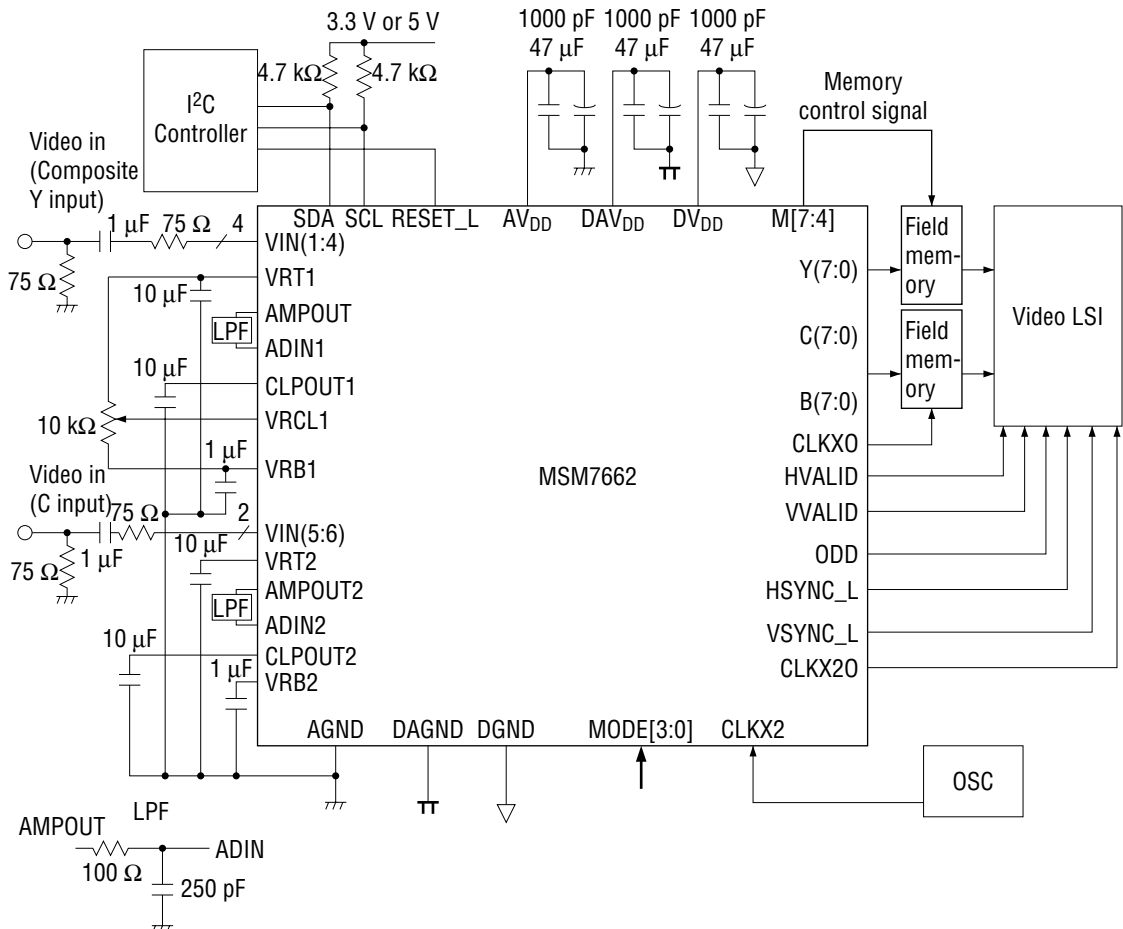 1000 pF 1000 pF 1000 pF
47 µF 47 µF 47 µF
3.3 V or 5 V
4.7 kΩ 4.7 kΩ
I²C
Controller
Memory
control signal
Video in
(Composite
Y input)
1 µF 75 Ω 4
75 Ω
SDA SCL RESET_L AVDD DAVDD DVDD M[7:4]
VIN(1:4)
VRT1
10 µF
AMPOUT
LPF
ADIN1
10 µF
CLPOUT1
VRCL1
10 kΩ
1 µF
VRB1
Video in
(C input)
75 Ω 2
VIN(5:6)
1 µF
75 Ω
10 µF
VRT2
AMPOUT2
LPF
ADIN2
10 µF
CLPOUT2
1 µF
VRB2
MSM7662
Y(7:0)
C(7:0)
B(7:0)
CLKXO
HVALID
VVALID
ODD
HSYNC_L
VSYNC_L
CLKX2O
Field
mem-
ory
Field
mem-
ory
Video LSI
AGND DAGND DGND MODE[3:0] CLKX2
OSC
LPF
AMPOUT
ADIN
100 Ω
250 pF